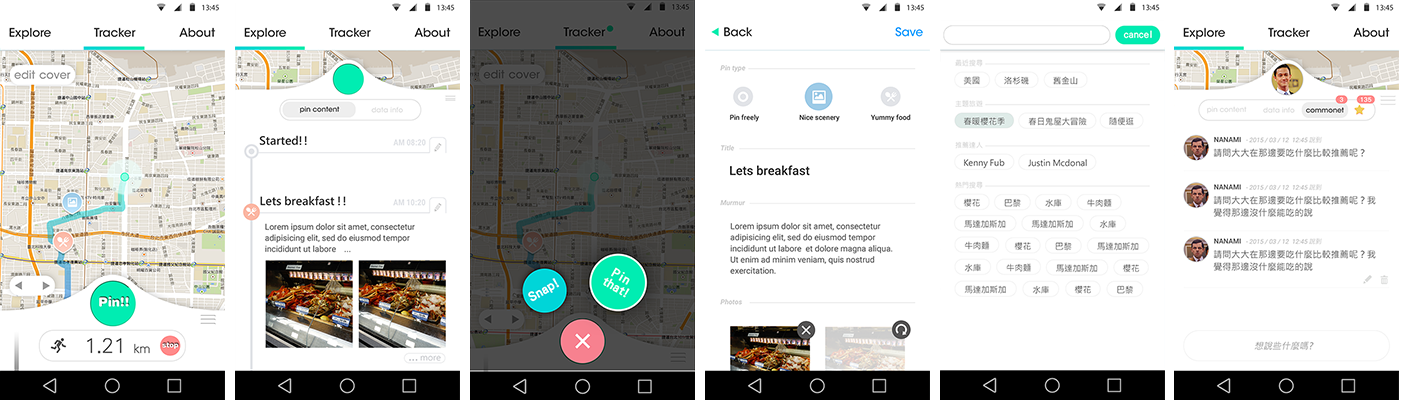 13:45
Explore
Tracker
About
edit cover
Pin!!
1.21 km
stop
13:45
Explore
Tracker
About
pin content
data info
Started!!
AM 08:20
Lets breakfast !!
AM 10:20
Lorem ipsum dolor sit amet, consectetur
adipisicing elit, sed do eiusmod tempor
incididunt ut labore ...
... more
13:45
Explore
Tracker
About
Snap!
Pin
that!
13:45
Back
Save
Pin type
Pin freely
Nice scenery
Yummy food
Title
Lets breakfast
Murmur
Lorem ipsum dolor sit amet, consectetur
adipisicing elit, sed do eiusmod tempor
incididunt ut labore et dolore magna aliqua.
Ut enim ad minim veniam, quis nostrud
exercitation.
Photos
13:45
cancel
最近搜尋
美國
洛杉磯
舊金山
主題旅遊
春暖櫻花季
春日鬼屋大冒險
隨便逛
推薦達人
Kenny Fub
Justin Mcdonal
熱門搜尋
櫻花
巴黎
水庫
牛肉麵
馬達加斯加
馬達加斯加
水庫
牛肉麵
櫻花
巴黎
馬達加斯加
水庫
牛肉麵
馬達加斯加
櫻花
馬達加斯加
水庫
櫻花
巴黎
13:45
Explore
Tracker
About
pin content
data info
commonet
3
135
NANAMI - 2015 / 03 / 12 12:45 說到
請問大大在那邊要吃什麼比較推薦呢？
NANAMI - 2015 / 03 / 12 12:45 說到
請問大大在那邊要吃什麼比較推薦呢？我
覺得那邊沒什麼能吃的說
NANAMI - 2015 / 03 / 12 12:45 說到
請問大大在那邊要吃什麼比較推薦呢？我
覺得那邊沒什麼能吃的說
想說些什麼嗎？